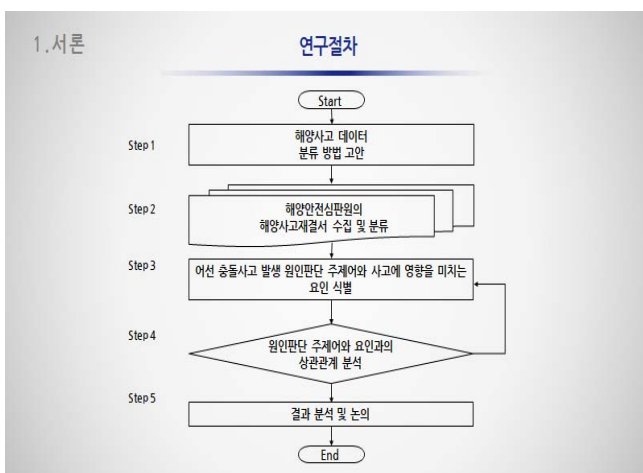 1.서론
연구절차
Start
Step 1
해양사고 데이터
분류 방법 고안
Step 2
해양안전심판원의
해양사고재결서 수집 및 분류
Step 3
어선 충돌사고 발생 원인판단 주제어와 사고에 영향을 미치는
요인 식별
Step 4
원인판단 주제어와 요인과의
상관관계 분석
Step 5
결과 분석 및 논의
End